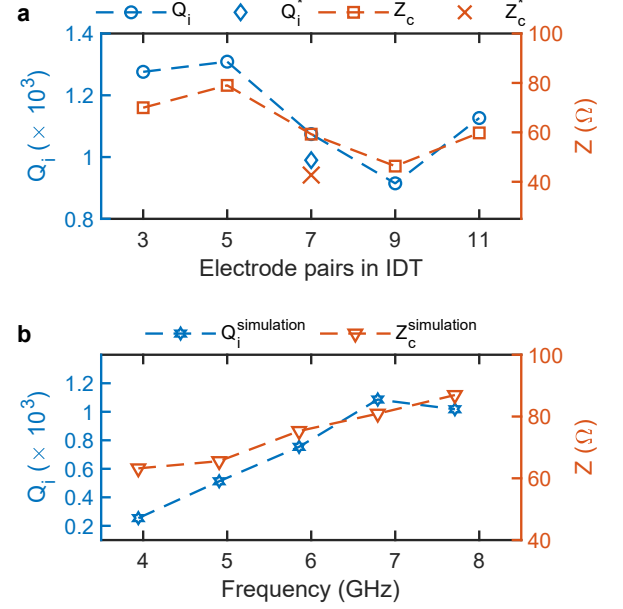 a
Q_i Q_i^* Z_c Z_c^*
1.4 100
1.2 80
1 60
0.8 40
Q_i (× 10^3)
Z (Ω)
3 5 7 9 11
Electrode pairs in IDT
b
Q_i^simulation Z_c^simulation
1.2 100
1 80
0.8
0.6 60
0.4
0.2 40
Q_i (× 10^3)
Z (Ω)
4 5 6 7 8
Frequency (GHz)